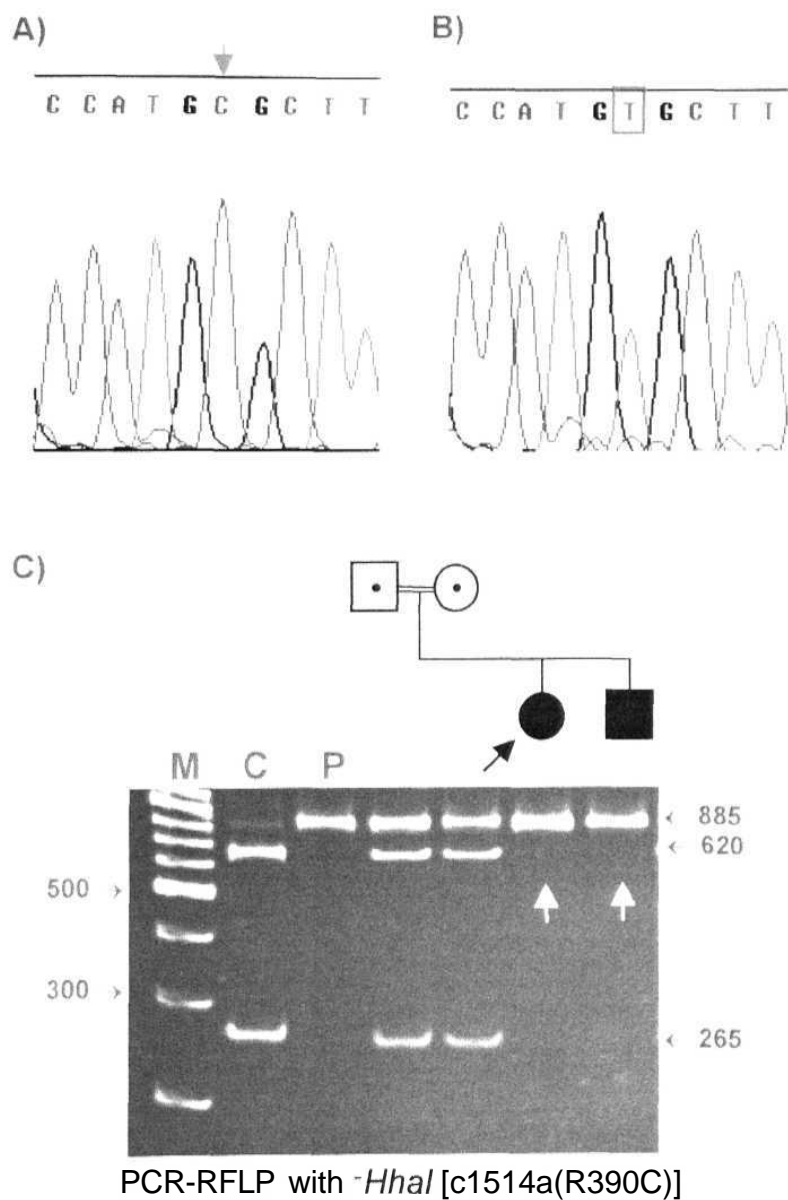 A)
B)
C C A T G C G C T T
C C A T G T G C T T
C)
M C P
885
620
500
300
265
PCR-RFLP with -HhaI [c1514a(R390C)]